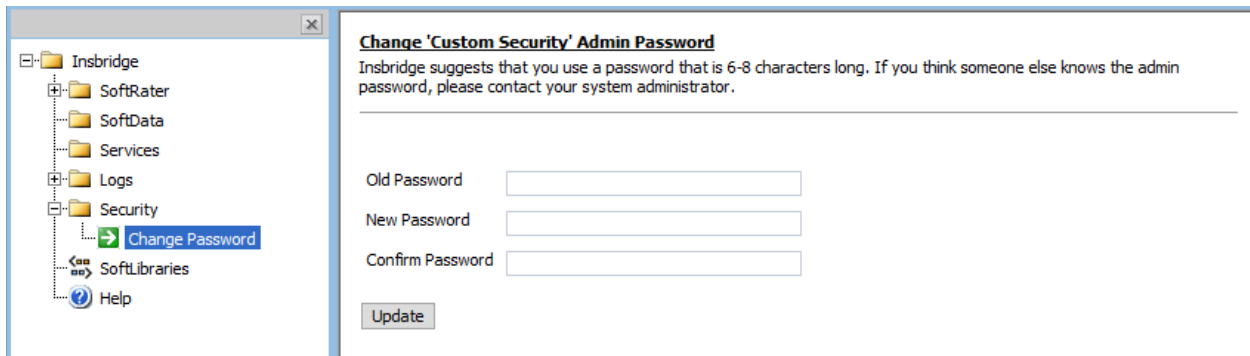 Insbridge
SoftRater
SoftData
Services
Logs
Security
Change Password
SoftLibraries
Help
Change 'Custom Security' Admin Password
Insbridge suggests that you use a password that is 6-8 characters long. If you think someone else knows the admin
password, please contact your system administrator.
Old Password
New Password
Confirm Password
Update